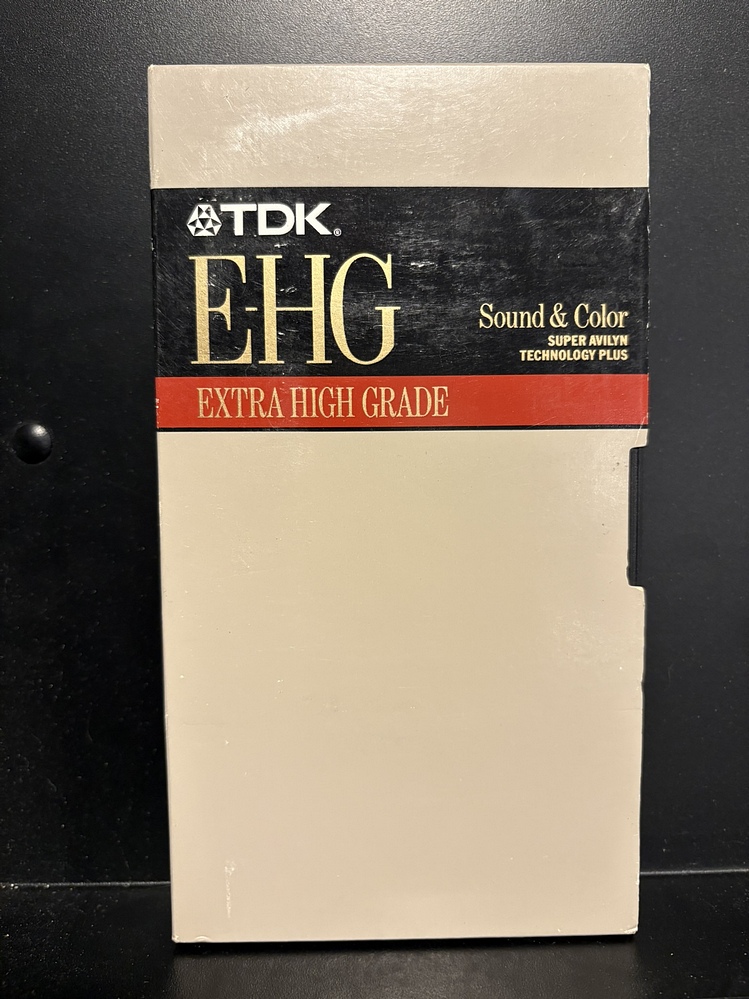 TDK®
E-HG
Sound & Color
SUPER AVILYN
TECHNOLOGY PLUS
EXTRA HIGH GRADE